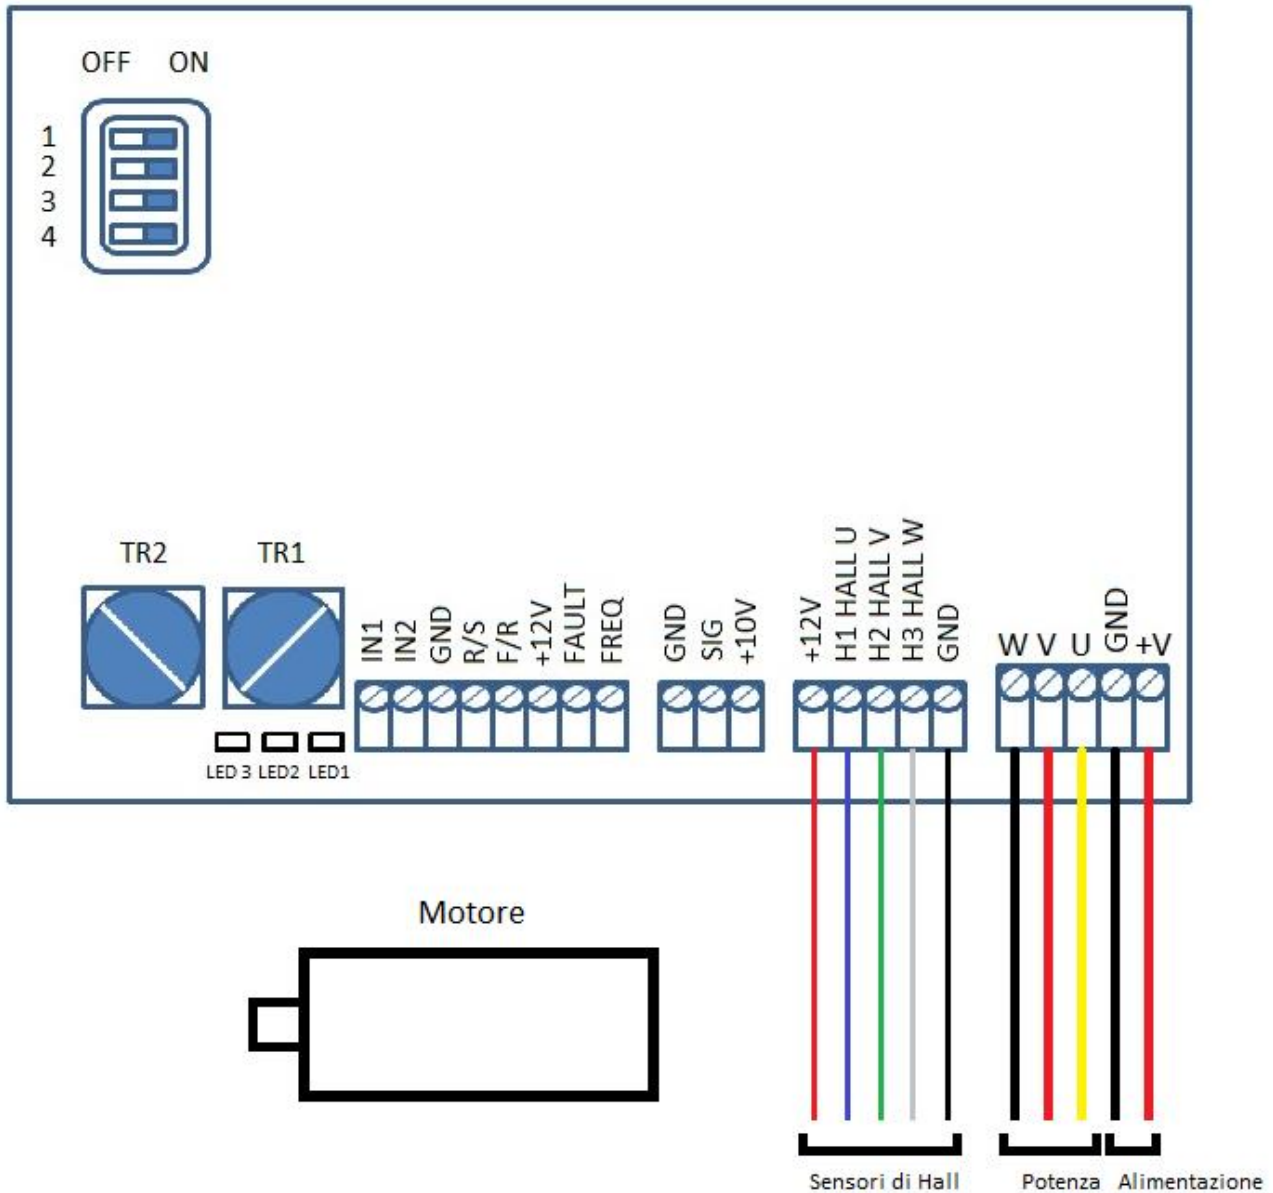 OFF ON
1
2
3
4
TR2 TR1
IN1
IN2
GND
R/S
F/R
+12V
FAULT
FREQ
GND
SIG
+10V
+12V
H1 HALL U
H2 HALL V
H3 HALL W
GND
W V U GND +V
LED 3 LED2 LED1
Motore
Sensori di Hall Potenza Alimentazione